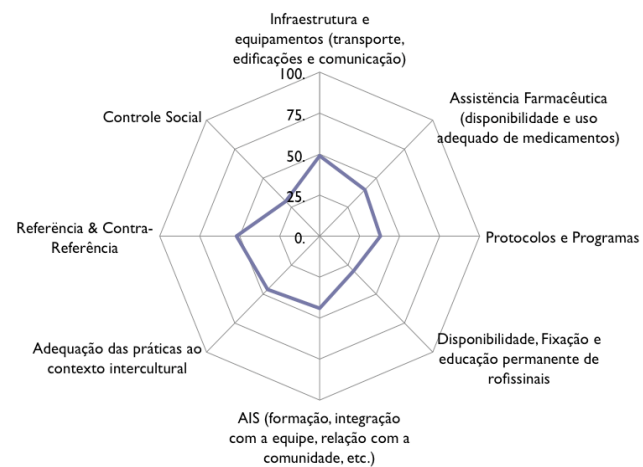 Infraestrutura e
equipamentos (transporte,
edificações e comunicação)
100.
75.
50.
25.
0.
Assistëncia Farmacêutica
(disponibilidade e uso
adequado de medicamentos)
Protocolos e Programas
Disponibilidade, Fixação e
educação permanente de
rofissinais
AIS (formação, integração
com a equipe, relação com a
comunidade, etc.)
Adequação das práticas ao
contexto intercultural
Referëncia & Contra-
Referência
Controle Social